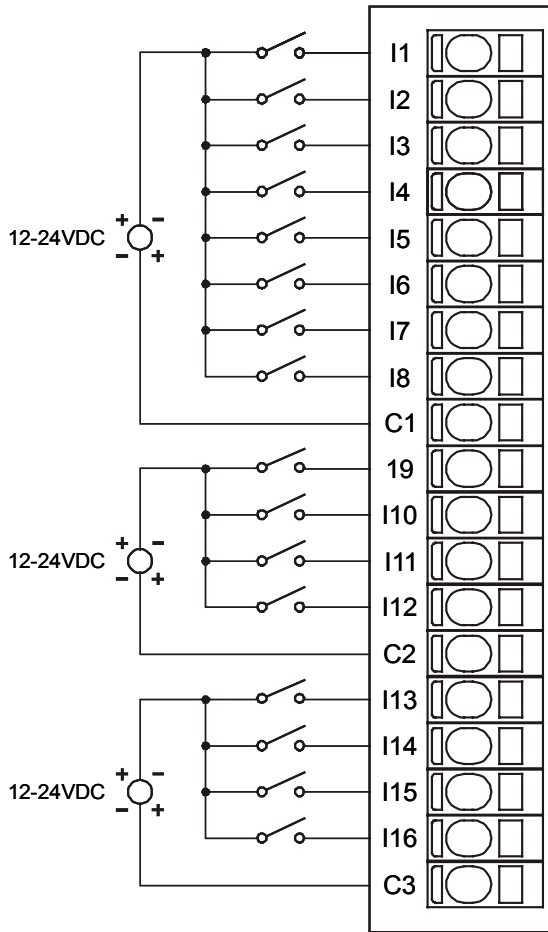 I1
I2
I3
I4
+ –
12-24VDC
– +
I5
I6
I7
I8
C1
19
I10
+ –
12-24VDC
– +
I11
I12
C2
I13
I14
+ –
12-24VDC
– +
I15
I16
C3